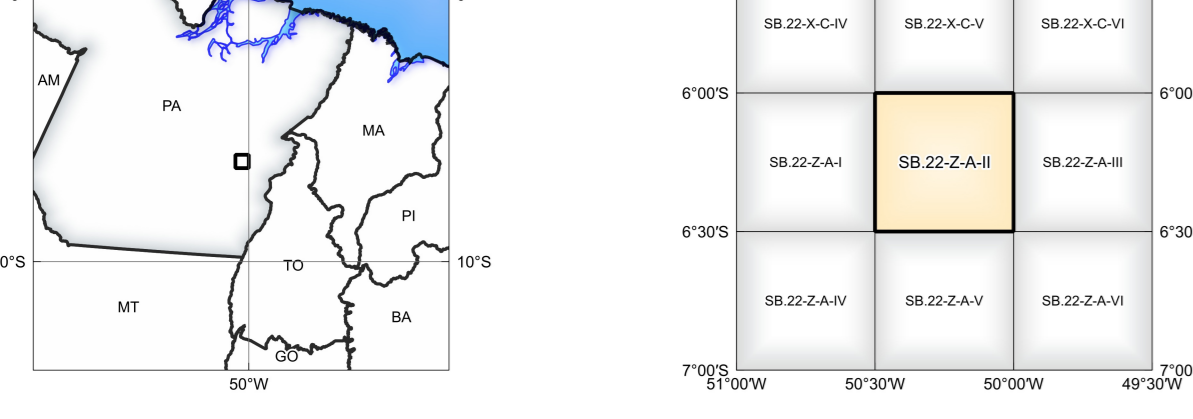 SB.22-X-C-IV SB.22-X-C-V SB.22-X-C-VI
AM
PA
MA
PI
TO
MT
BA
GO
0°S 10°S
50°W
6°00'S 6°00
SB.22-Z-A-I SB.22-Z-A-II SB.22-Z-A-III
6°30'S 6°30
SB.22-Z-A-IV SB.22-Z-A-V SB.22-Z-A-VI
7°00'S 7°00
51°00'W 50°30'W 50°00'W 49°30'W